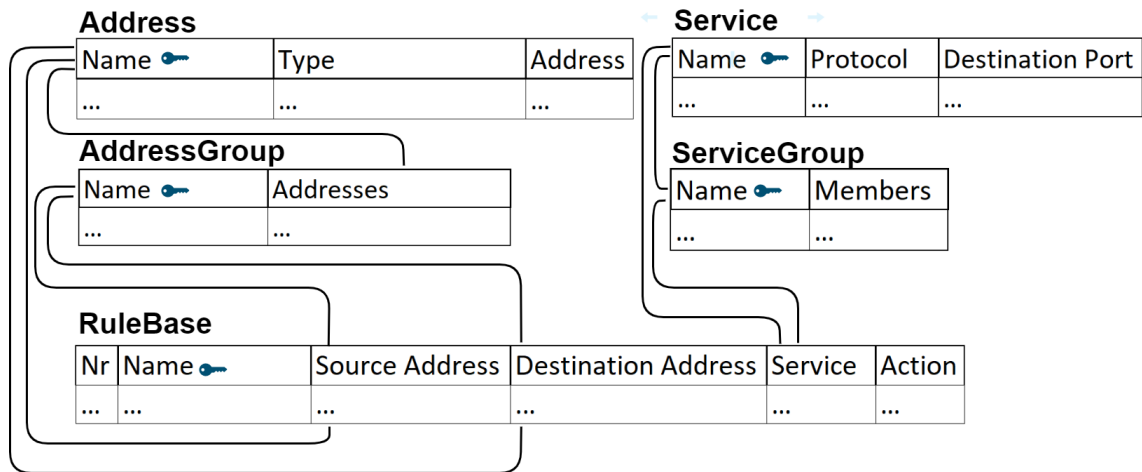 Address
Name Type Address
... ... ...
AddressGroup
Name Addresses
... ...
Service
Name Protocol Destination Port
... ... ...
ServiceGroup
Name Members
... ...
RuleBase
Nr Name Source Address Destination Address Service Action
... ... ... ... ... ...